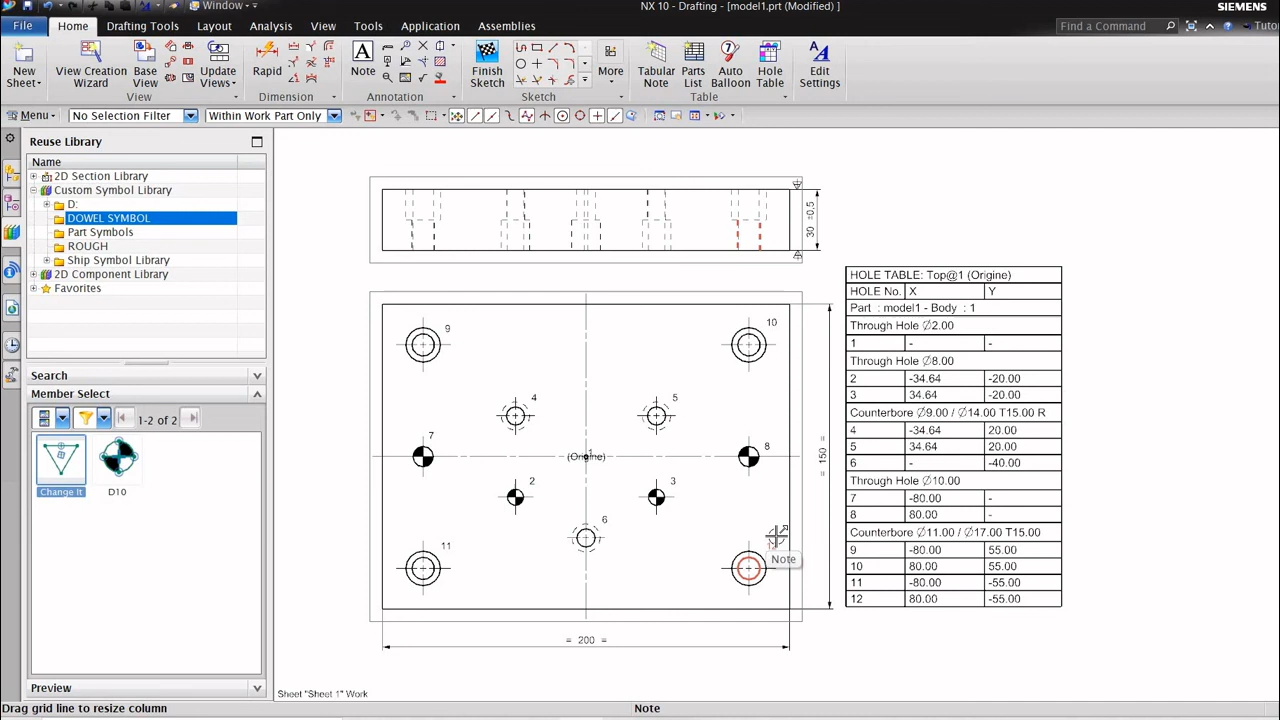 Window
NX 10 - Drafting - [model1.prt (Modified) ]
SIEMENS
File
Home
Drafting Tools
Layout
Analysis
View
Tools
Application
Assemblies
Find a Command
Tuto
New Sheet
View Creation Wizard
Base View
Update Views
View
Rapid
Dimension
Note
Annotation
Finish Sketch
More
Sketch
Tabular Note
Parts List
Auto Balloon
Hole Table
Table
Edit Settings
Menu
No Selection Filter
Within Work Part Only
Reuse Library
Name
2D Section Library
Custom Symbol Library
D:
DOWEL SYMBOL
Part Symbols
ROUGH
Ship Symbol Library
2D Component Library
Favorites
Search
Member Select
1-2 of 2
Change It
D10
Preview
30 ±0,5
9
10
4
5
7
8
1
(Origine)
2
3
6
11
Note
= 150 =
= 200 =
HOLE TABLE: Top@1 (Origine)
HOLE No. X Y
Part : model1 - Body : 1
Through Hole Ø2.00
1 - -
Through Hole Ø8.00
2 -34.64 -20.00
3 34.64 -20.00
Counterbore Ø9.00 / Ø14.00 T15.00 R
4 -34.64 20.00
5 34.64 20.00
6 - -40.00
Through Hole Ø10.00
7 -80.00 -
8 80.00 -
Counterbore Ø11.00 / Ø17.00 T15.00
9 -80.00 55.00
10 80.00 55.00
11 -80.00 -55.00
12 80.00 -55.00
Sheet "Sheet 1" Work
Drag grid line to resize column
Note